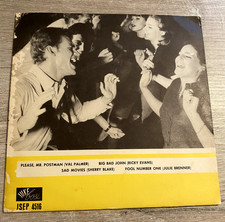 PLEASE, MR. POSTMAN (VAL PALMER) BIG BAD JOHN (RICKY EVANS)
SAD MOVIES (SHERRY BLAKE) FOOL NUMBER ONE (JULIE BRENNER)
JSEP 4516